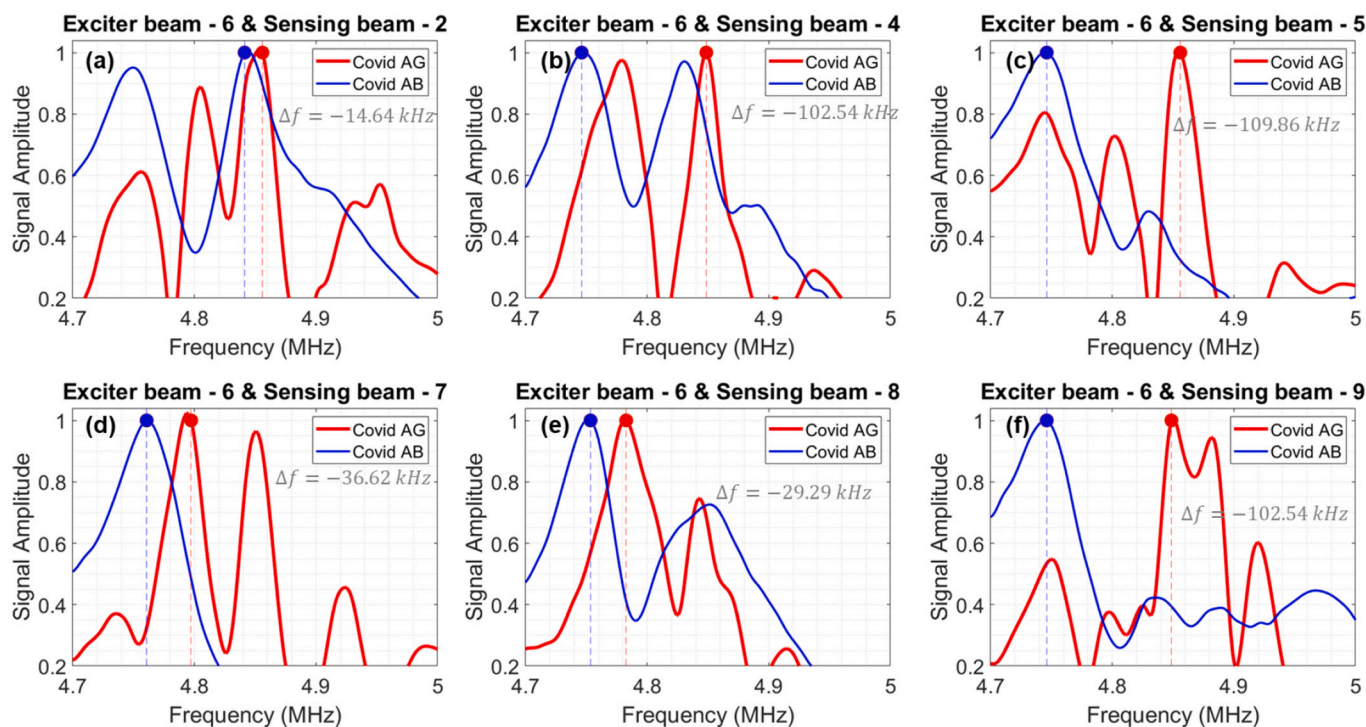 Exciter beam - 6 & Sensing beam - 2
(a)
Covid AG
Covid AB
Δf = −14.64 kHz
Signal Amplitude
1
0.8
0.6
0.4
0.2
4.7 4.8 4.9 5
Frequency (MHz)
Exciter beam - 6 & Sensing beam - 4
(b)
Covid AG
Covid AB
Δf = −102.54 kHz
Signal Amplitude
1
0.8
0.6
0.4
0.2
4.7 4.8 4.9 5
Frequency (MHz)
Exciter beam - 6 & Sensing beam - 5
(c)
Covid AG
Covid AB
Δf = −109.86 kHz
Signal Amplitude
1
0.8
0.6
0.4
0.2
4.7 4.8 4.9 5
Frequency (MHz)
Exciter beam - 6 & Sensing beam - 7
(d)
Covid AG
Covid AB
Δf = −36.62 kHz
Signal Amplitude
1
0.8
0.6
0.4
0.2
4.7 4.8 4.9 5
Frequency (MHz)
Exciter beam - 6 & Sensing beam - 8
(e)
Covid AG
Covid AB
Δf = −29.29 kHz
Signal Amplitude
1
0.8
0.6
0.4
0.2
4.7 4.8 4.9 5
Frequency (MHz)
Exciter beam - 6 & Sensing beam - 9
(f)
Covid AG
Covid AB
Δf = −102.54 kHz
Signal Amplitude
1
0.8
0.6
0.4
0.2
4.7 4.8 4.9 5
Frequency (MHz)